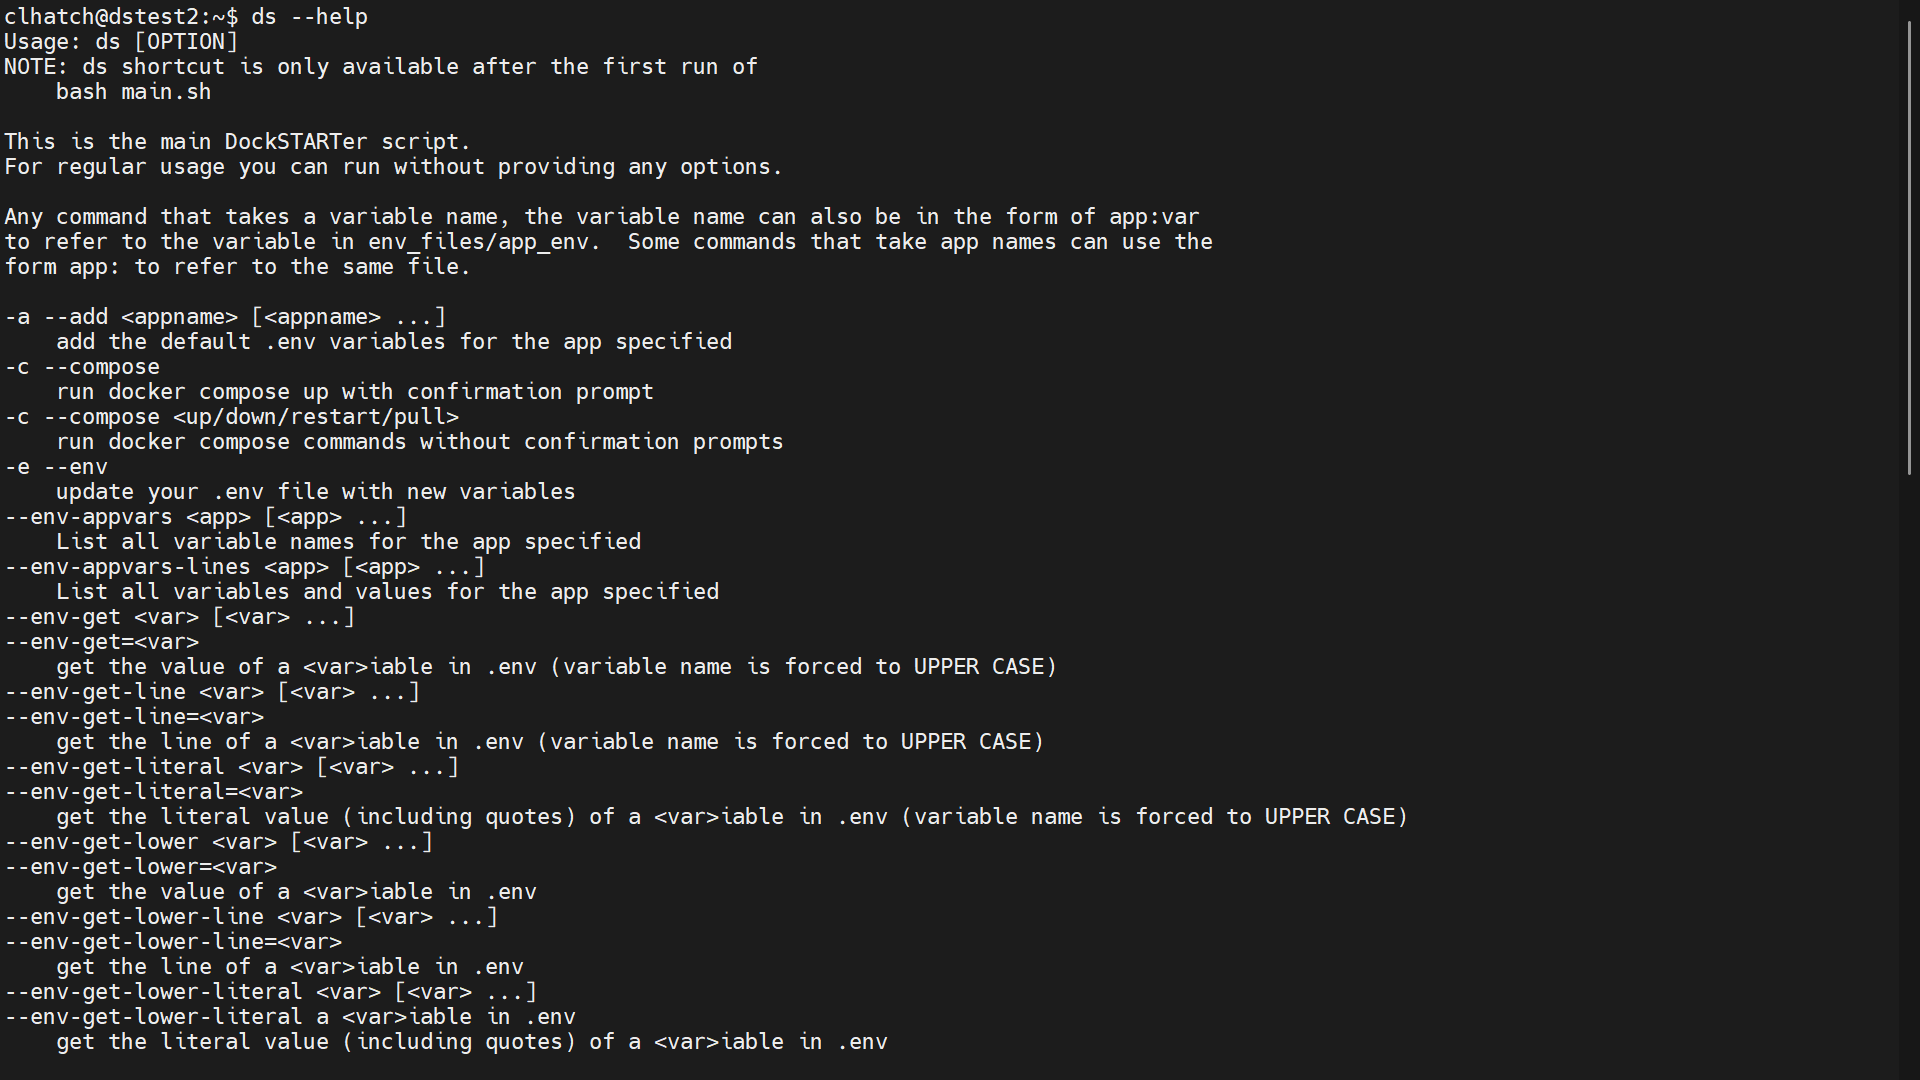 clhatch@dstest2:~$ ds --help
Usage: ds [OPTION]
NOTE: ds shortcut is only available after the first run of
    bash main.sh

This is the main DockSTARTer script.
For regular usage you can run without providing any options.

Any command that takes a variable name, the variable name can also be in the form of app:var
to refer to the variable in env_files/app_env.  Some commands that take app names can use the
form app: to refer to the same file.

-a --add <appname> [<appname> ...]
    add the default .env variables for the app specified
-c --compose
    run docker compose up with confirmation prompt
-c --compose <up/down/restart/pull>
    run docker compose commands without confirmation prompts
-e --env
    update your .env file with new variables
--env-appvars <app> [<app> ...]
    List all variable names for the app specified
--env-appvars-lines <app> [<app> ...]
    List all variables and values for the app specified
--env-get <var> [<var> ...]
--env-get=<var>
    get the value of a <var>iable in .env (variable name is forced to UPPER CASE)
--env-get-line <var> [<var> ...]
--env-get-line=<var>
    get the line of a <var>iable in .env (variable name is forced to UPPER CASE)
--env-get-literal <var> [<var> ...]
--env-get-literal=<var>
    get the literal value (including quotes) of a <var>iable in .env (variable name is forced to UPPER CASE)
--env-get-lower <var> [<var> ...]
--env-get-lower=<var>
    get the value of a <var>iable in .env
--env-get-lower-line <var> [<var> ...]
--env-get-lower-line=<var>
    get the line of a <var>iable in .env
--env-get-lower-literal <var> [<var> ...]
--env-get-lower-literal a <var>iable in .env
    get the literal value (including quotes) of a <var>iable in .env